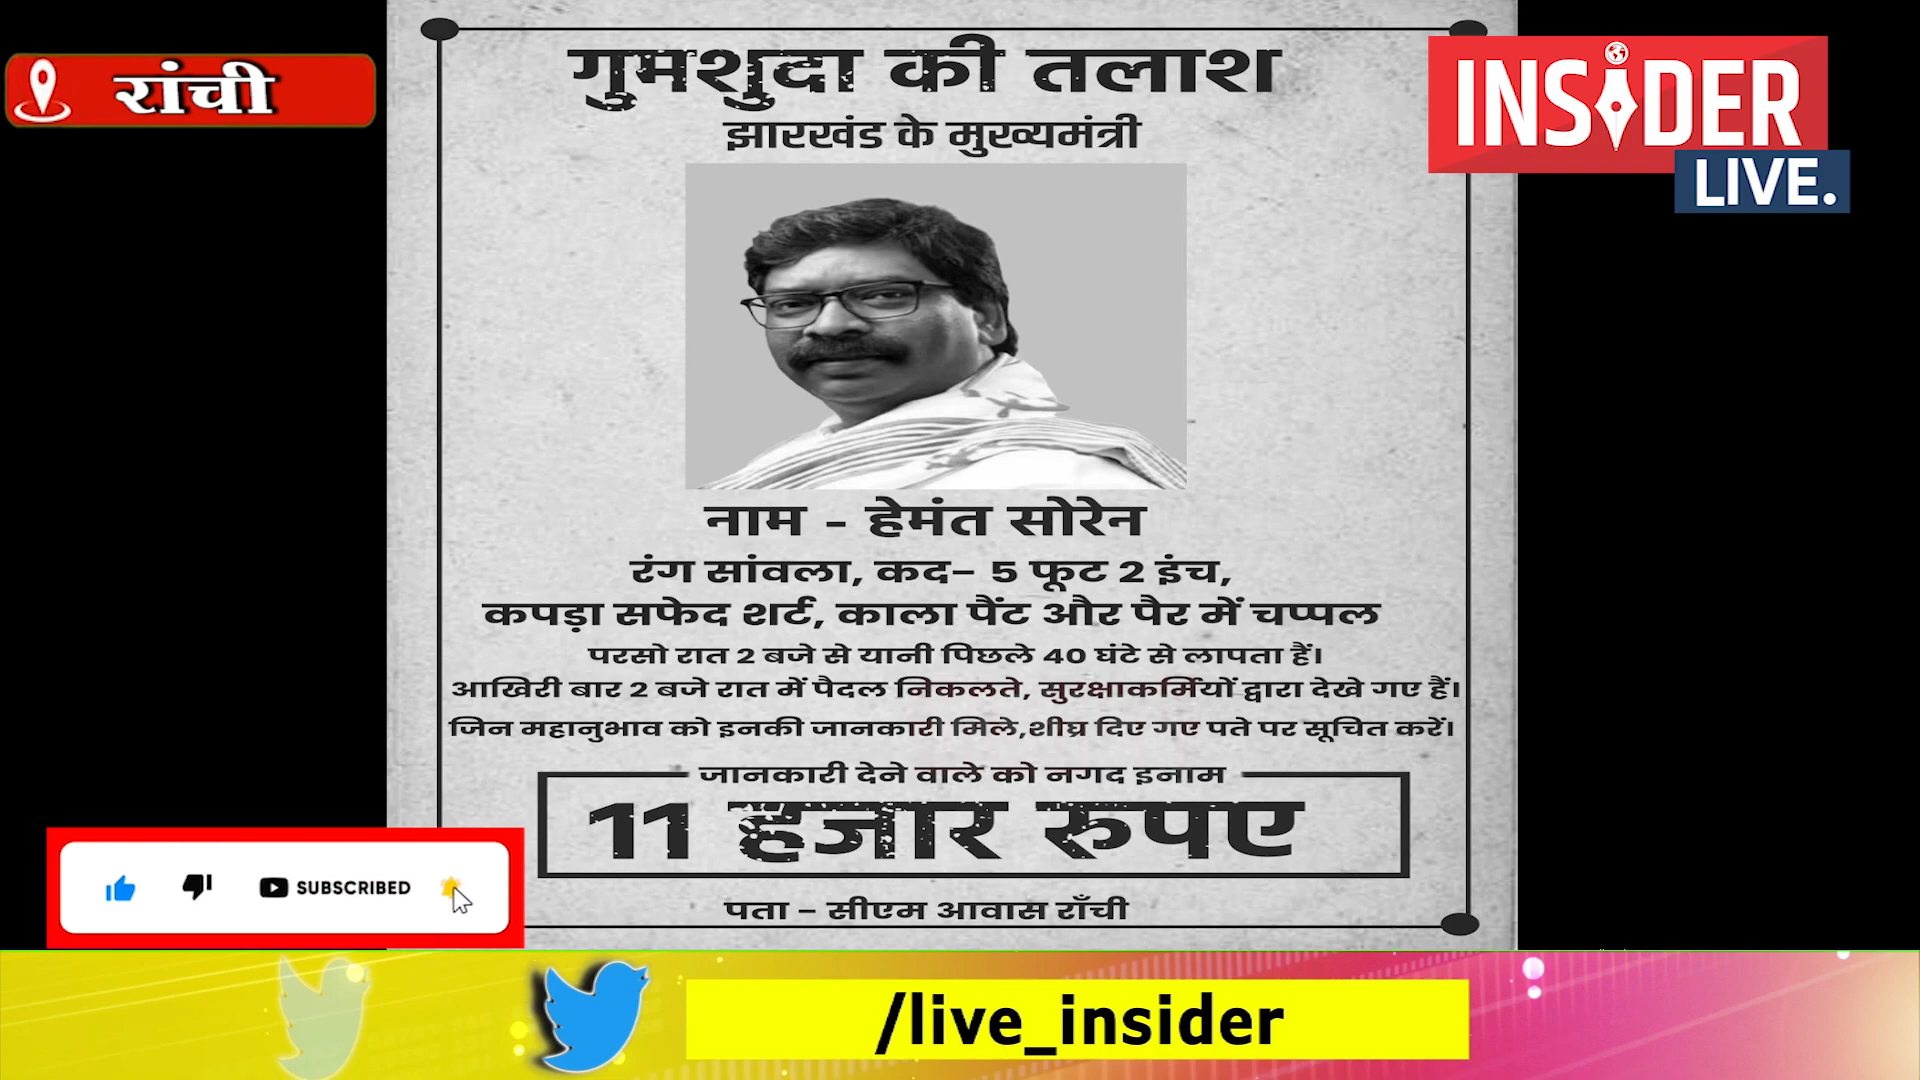 रांची
INSIDER
LIVE.
गुमशुदा की तलाश
झारखंड के मुख्यमंत्री
नाम - हेमंत सोरेन
रंग सांवला, कद– 5 फूट 2 इंच,
कपड़ा सफेद शर्ट, काला पैंट और पैर में चप्पल
परसो रात 2 बजे से यानी पिछले 40 घंटे से लापता हैं।
आखिरी बार 2 बजे रात में पैदल निकलते, सुरक्षाकर्मियों द्वारा देखे गए हैं।
जिन महानुभाव को इनकी जानकारी मिले,शीघ्र दिए गए पते पर सूचित करें।
जानकारी देने वाले को नगद इनाम
11 हजार रुपए
पता – सीएम आवास राँची
SUBSCRIBED
/live_insider